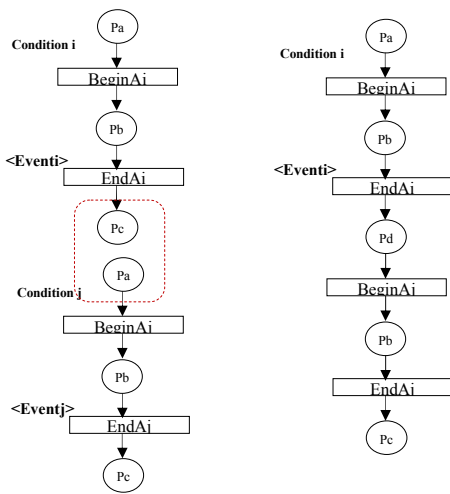 Pa
Condition i
BeginAi
Pb
<Eventi>
EndAi
Pc
Pa
Condition j
BeginAi
Pb
<Eventj>
EndAj
Pc
Pa
Condition i
BeginAi
Pb
<Eventi>
EndAi
Pd
BeginAi
Pb
EndAi
Pc